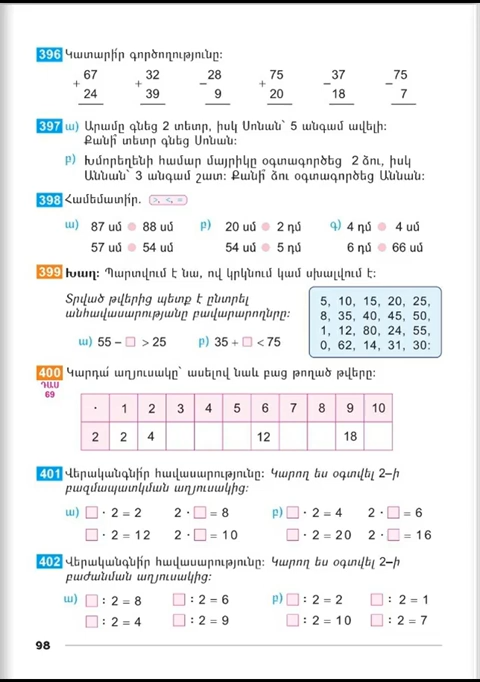 396 Կատարի՛ր գործողությունը։
+ 67 + 32 − 28 + 75 − 37 − 75
24 39 9 20 18 7
397 ա) Արամը գնեց 2 տետր, իսկ Սոնան՝ 5 անգամ ավելի։
Քանի՞ տետր գնեց Սոնան։
բ) Խմորեղենի համար մայրիկը օգտագործեց 2 ձու, իսկ
Աննան՝ 3 անգամ շատ։ Քանի՞ ձու օգտագործեց Աննան։
398 Համեմատի՛ր. >, <, =
ա) 87 սմ 88 սմ բ) 20 սմ 2 դմ գ) 4 դմ 4 սմ
57 սմ 54 սմ 54 սմ 5 դմ 6 դմ 66 սմ
399 Խաղ։ Պարտվում է նա, ով կրկնում կամ սխալվում է։
Տրված թվերից պետք է ընտրել
անհավասարությանը բավարարողները։
ա) 55 − □ > 25 բ) 35 + □ < 75
5, 10, 15, 20, 25,
8, 35, 40, 45, 50,
1, 12, 80, 24, 55,
0, 62, 14, 31, 30։
400 Կարդա՛ աղյուսակը՝ ասելով նաև բաց թողած թվերը։
ԴԱՍ
69
· 1 2 3 4 5 6 7 8 9 10
2 2 4 12 18
401 Վերականգնի՛ր հավասարությունը։ Կարող ես օգտվել 2–ի
բազմապատկման աղյուսակից։
ա) □ · 2 = 2 2 · □ = 8 բ) □ · 2 = 4 2 · □ = 6
□ · 2 = 12 2 · □ = 10 □ · 2 = 20 2 · □ = 16
402 Վերականգնի՛ր հավասարությունը։ Կարող ես օգտվել 2–ի
բաժանման աղյուսակից։
ա) □ : 2 = 8 □ : 2 = 6 բ) □ : 2 = 2 □ : 2 = 1
□ : 2 = 4 □ : 2 = 9 □ : 2 = 10 □ : 2 = 7
98